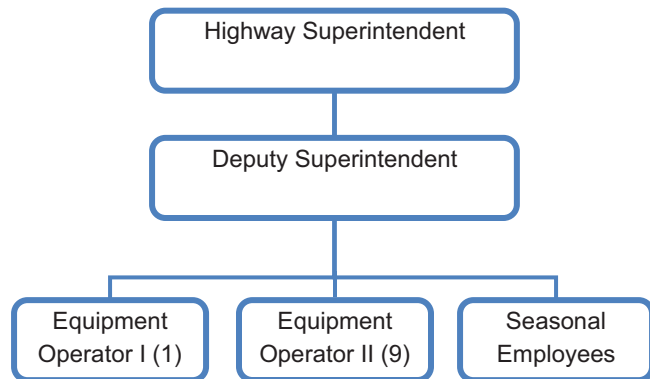 Highway Superintendent
Deputy Superintendent
Equipment
Operator I (1)
Equipment
Operator II (9)
Seasonal
Employees